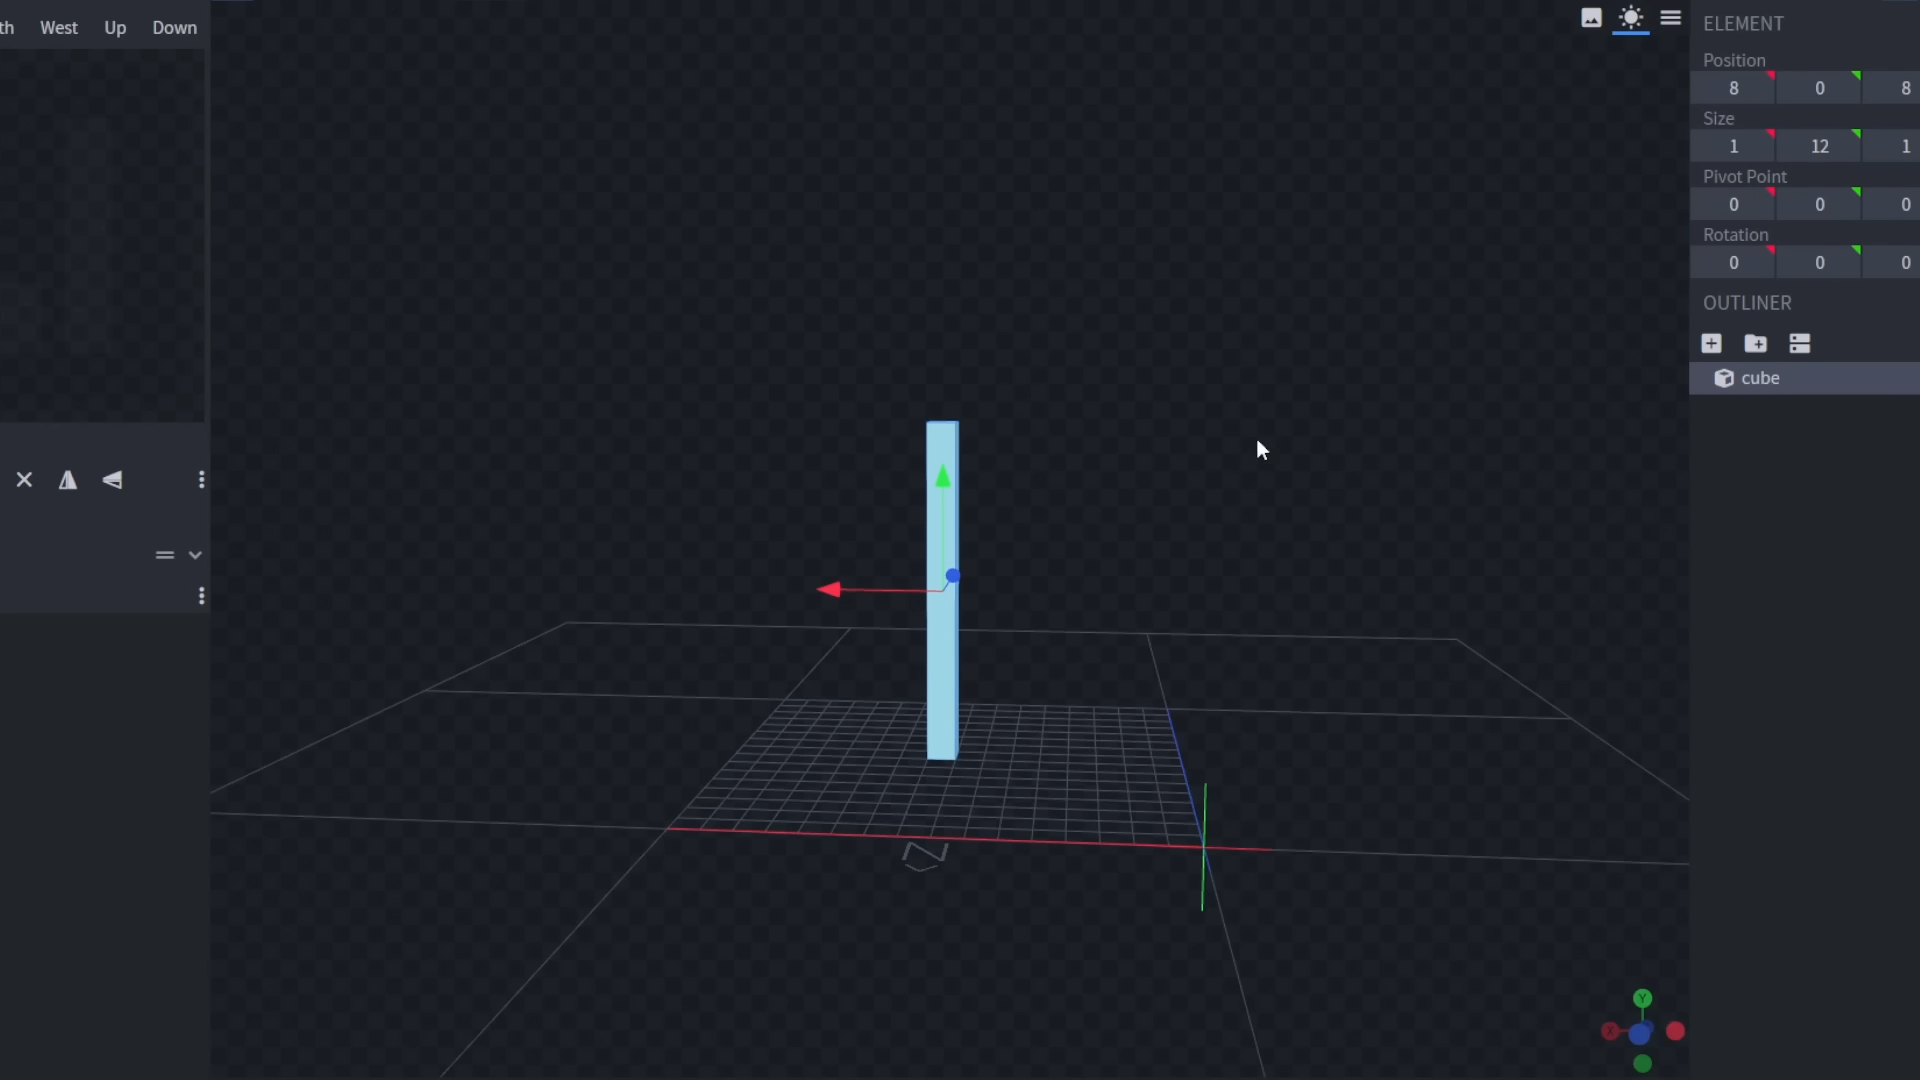 th West Up Down
ELEMENT
Position
8 0 8
Size
1 12 1
Pivot Point
0 0 0
Rotation
0 0 0
OUTLINER
cube
Y
X